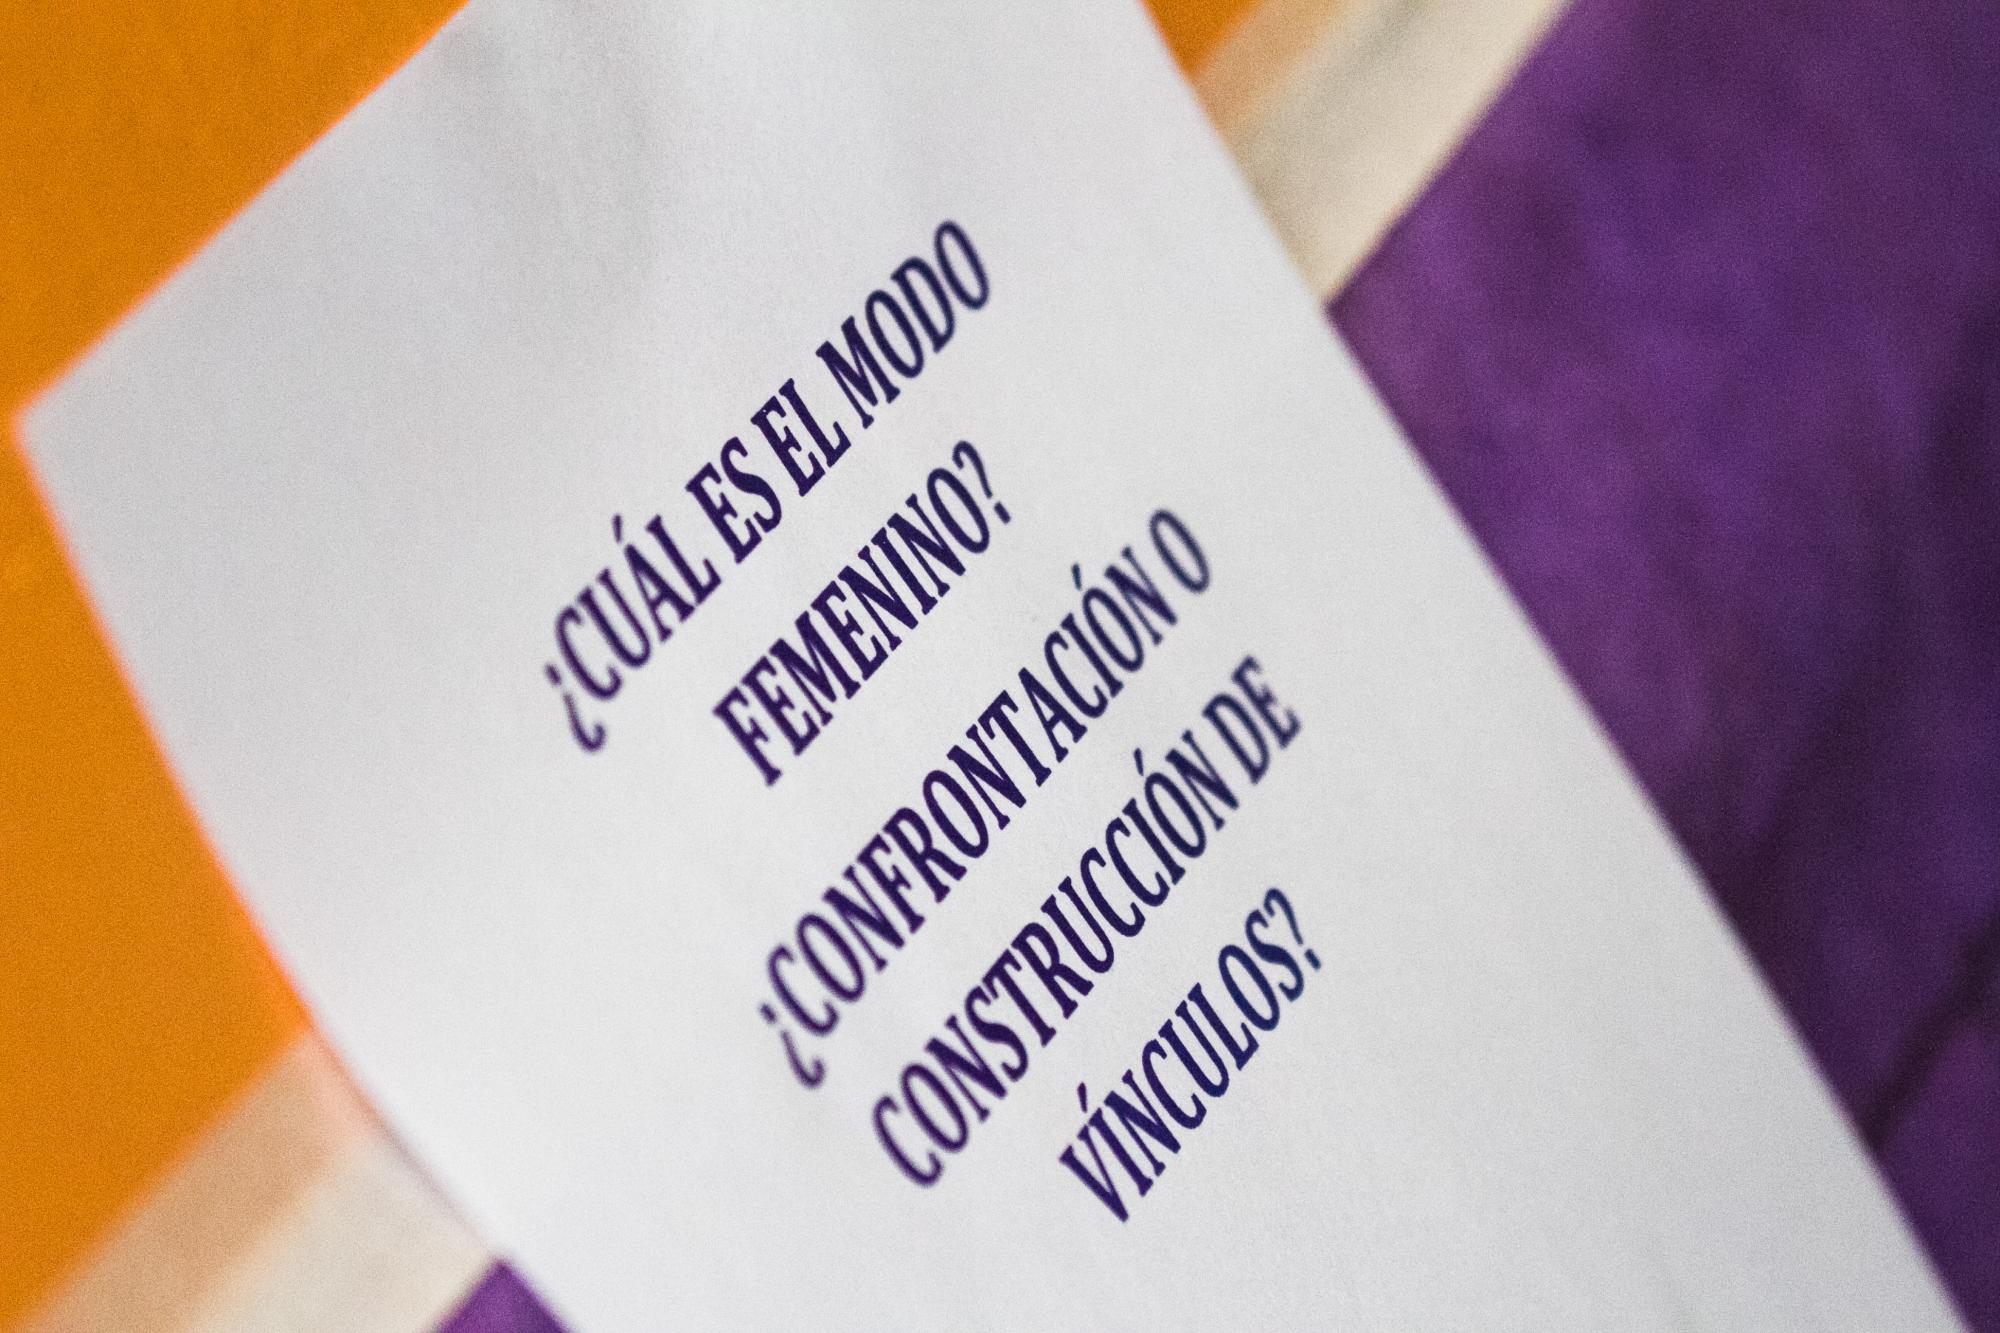 ¿CUÁL ES EL MODO
FEMENINO?
¿CONFRONTACIÓN O
CONSTRUCCIÓN DE
VÍNCULOS?